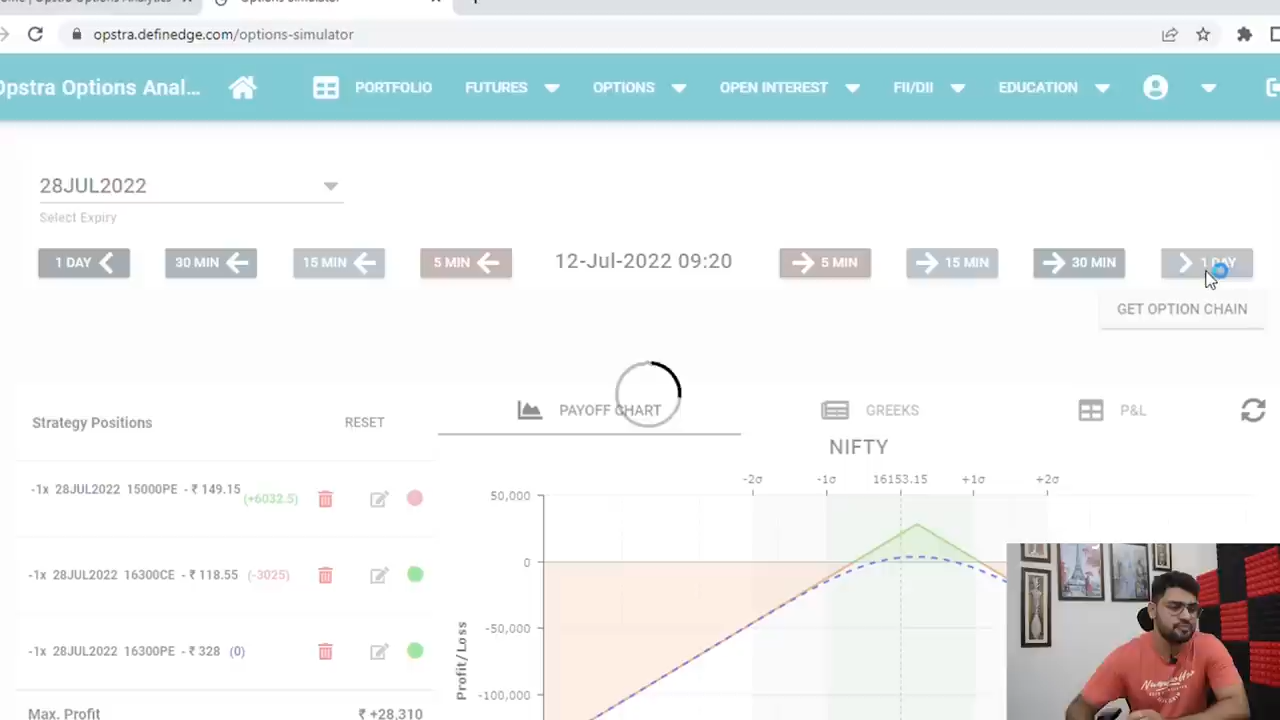 opstra.definedge.com/options-simulator
Opstra Options Anal...
PORTFOLIO
FUTURES
OPTIONS
OPEN INTEREST
FII/DII
EDUCATION
28JUL2022
Select Expiry
1 DAY
30 MIN
15 MIN
5 MIN
12-Jul-2022 09:20
5 MIN
15 MIN
30 MIN
1 DAY
GET OPTION CHAIN
Strategy Positions
RESET
PAYOFF CHART
GREEKS
P&L
NIFTY
-2σ
-1σ
16153.15
+1σ
+2σ
-1x 28JUL2022 15000PE - ₹ 149.15 (+6032.5)
-1x 28JUL2022 16300CE - ₹ 118.55 (-3025)
-1x 28JUL2022 16300PE - ₹ 328 (0)
Max. Profit ₹ +28,310
50,000
0
-50,000
-100,000
Profit/Loss